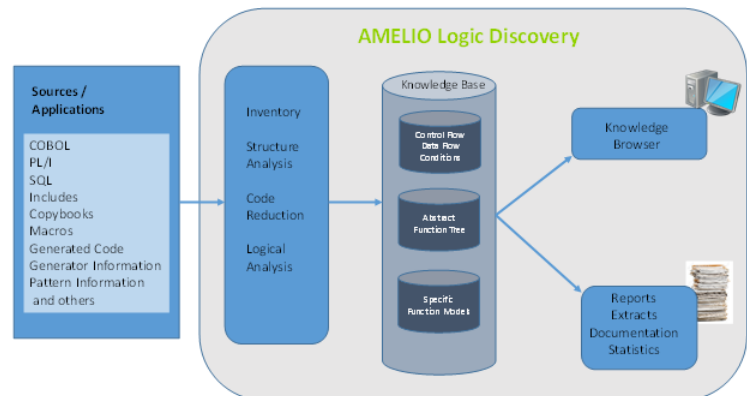 AMELIO Logic Discovery
Sources /
Applications
COBOL
PL/I
SQL
Includes
Copybooks
Macros
Generated Code
Generator Information
Pattern Information
and others
Inventory
Structure
Analysis
Code
Reduction
Logical
Analysis
Knowledge Base
Control Flow
Data Flow
Conditions
Abstract
Function Tree
Specific
Function Models
Knowledge
Browser
Reports
Extracts
Documentation
Statistics